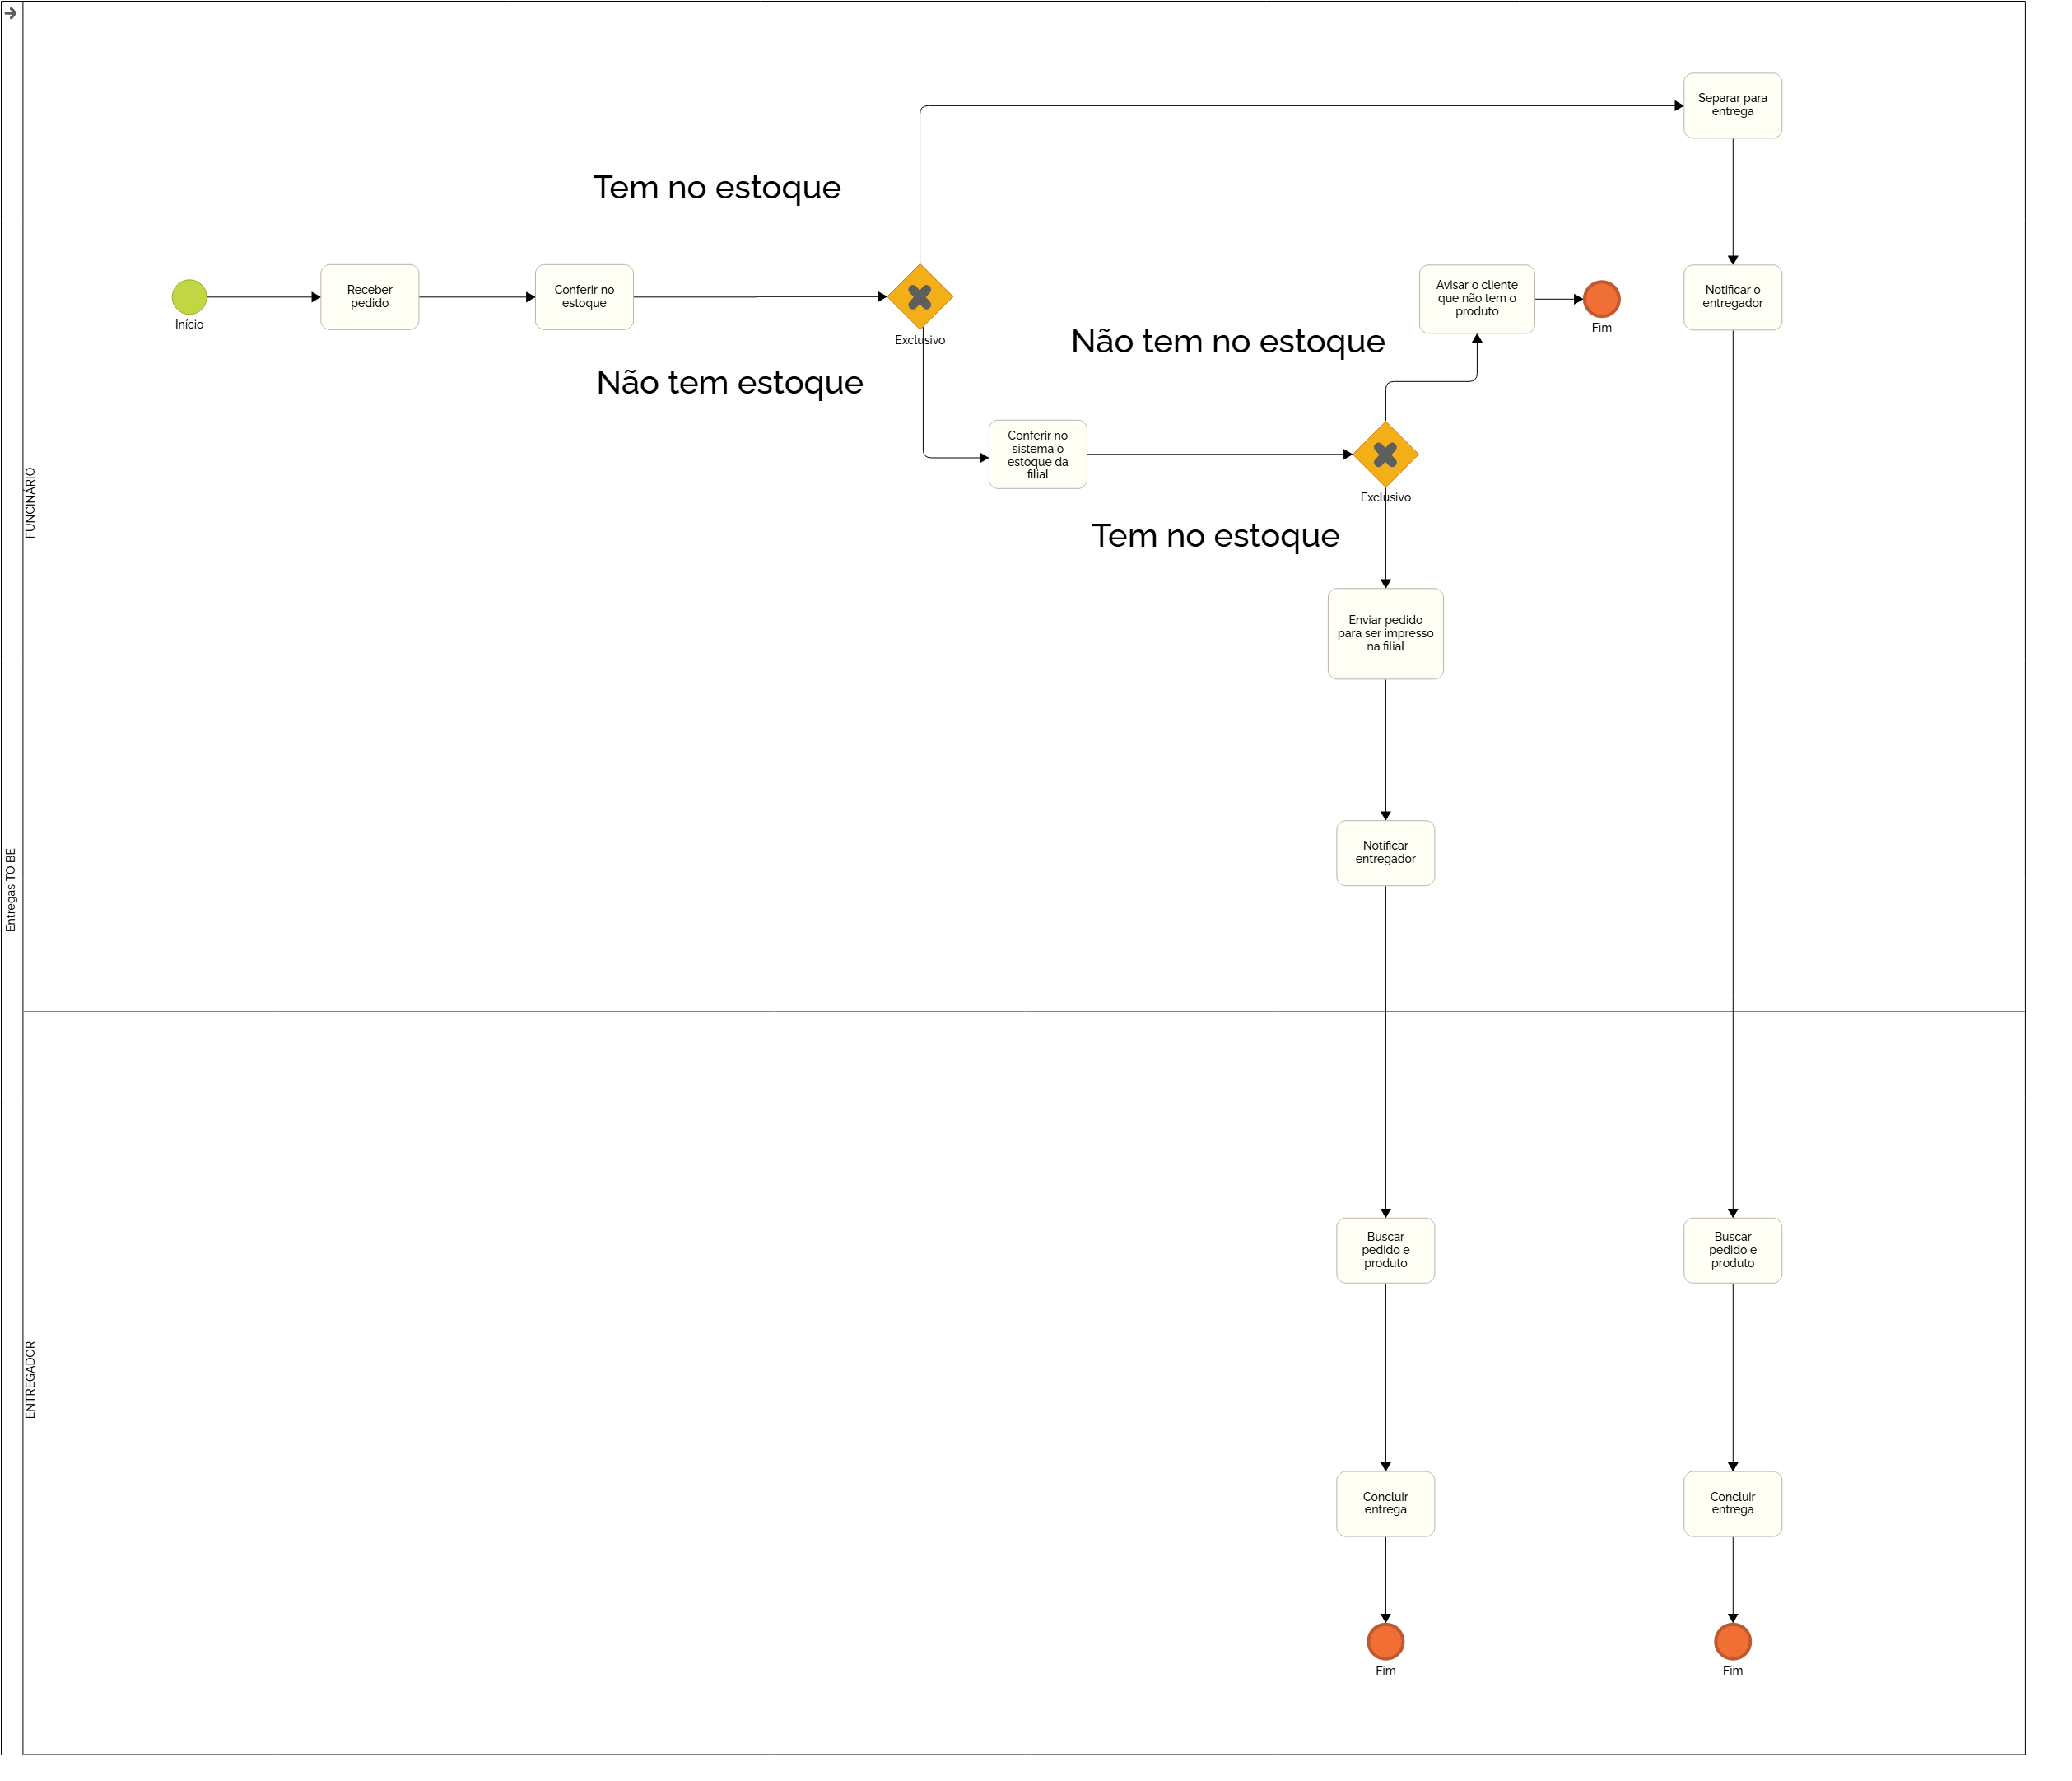 Separar para
entrega
Tem no estoque
Início
Receber
pedido
Conferir no
estoque
Exclusivo
Avisar o cliente
que não tem o
produto
Fim
Notificar o
entregador
Não tem no estoque
Não tem estoque
Conferir no
sistema o
estoque da
filial
Exclusivo
Tem no estoque
Enviar pedido
para ser impresso
na filial
Notificar
entregador
FUNCINÁRIO
Entregas TO BE
ENTREGADOR
Buscar
pedido e
produto
Buscar
pedido e
produto
Concluir
entrega
Concluir
entrega
Fim
Fim